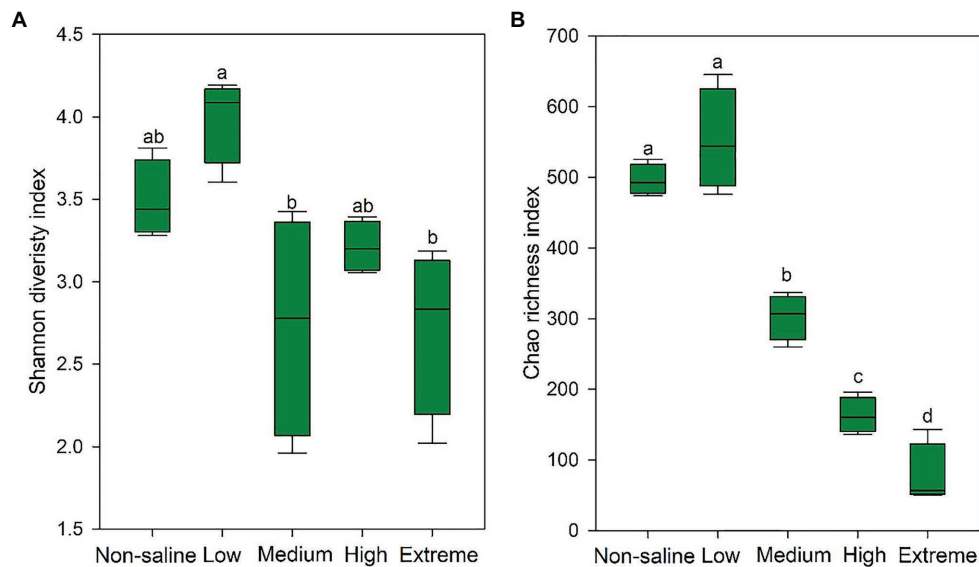 A
Shannon diveristy index
4.5
4.0
3.5
3.0
2.5
2.0
1.5
ab
a
b
ab
b
Non-saline Low Medium High Extreme
B
Chao richness index
700
600
500
400
300
200
100
0
a
a
b
c
d
Non-saline Low Medium High Extreme